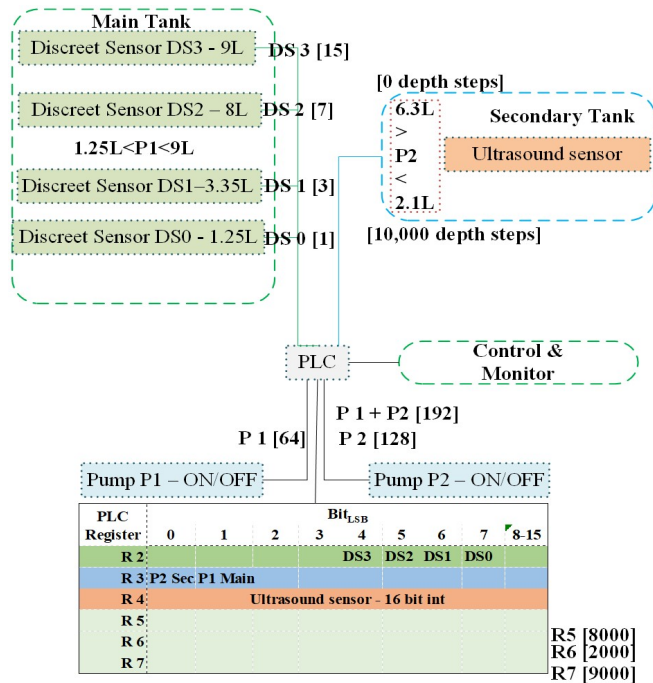 Main Tank
Discreet Sensor DS3 - 9L
DS 3 [15]
Discreet Sensor DS2 – 8L
DS 2 [7]
1.25L<P1<9L
Discreet Sensor DS1–3.35L
DS 1 [3]
Discreet Sensor DS0 - 1.25L
DS 0 [1]
[0 depth steps]
6.3L
>
P2
<
2.1L
Secondary Tank
Ultrasound sensor
[10,000 depth steps]
PLC
Control &
Monitor
P 1 [64]
P 1 + P2 [192]
P 2 [128]
Pump P1 – ON/OFF
Pump P2 – ON/OFF
PLC
Register
BitLSB
0 1 2 3 4 5 6 7 8-15
R 2 DS3 DS2 DS1 DS0
R 3 P2 Sec. P1 Main
R 4 Ultrasound sensor - 16 bit int
R 5
R 6
R 7
R5 [8000]
R6 [2000]
R7 [9000]